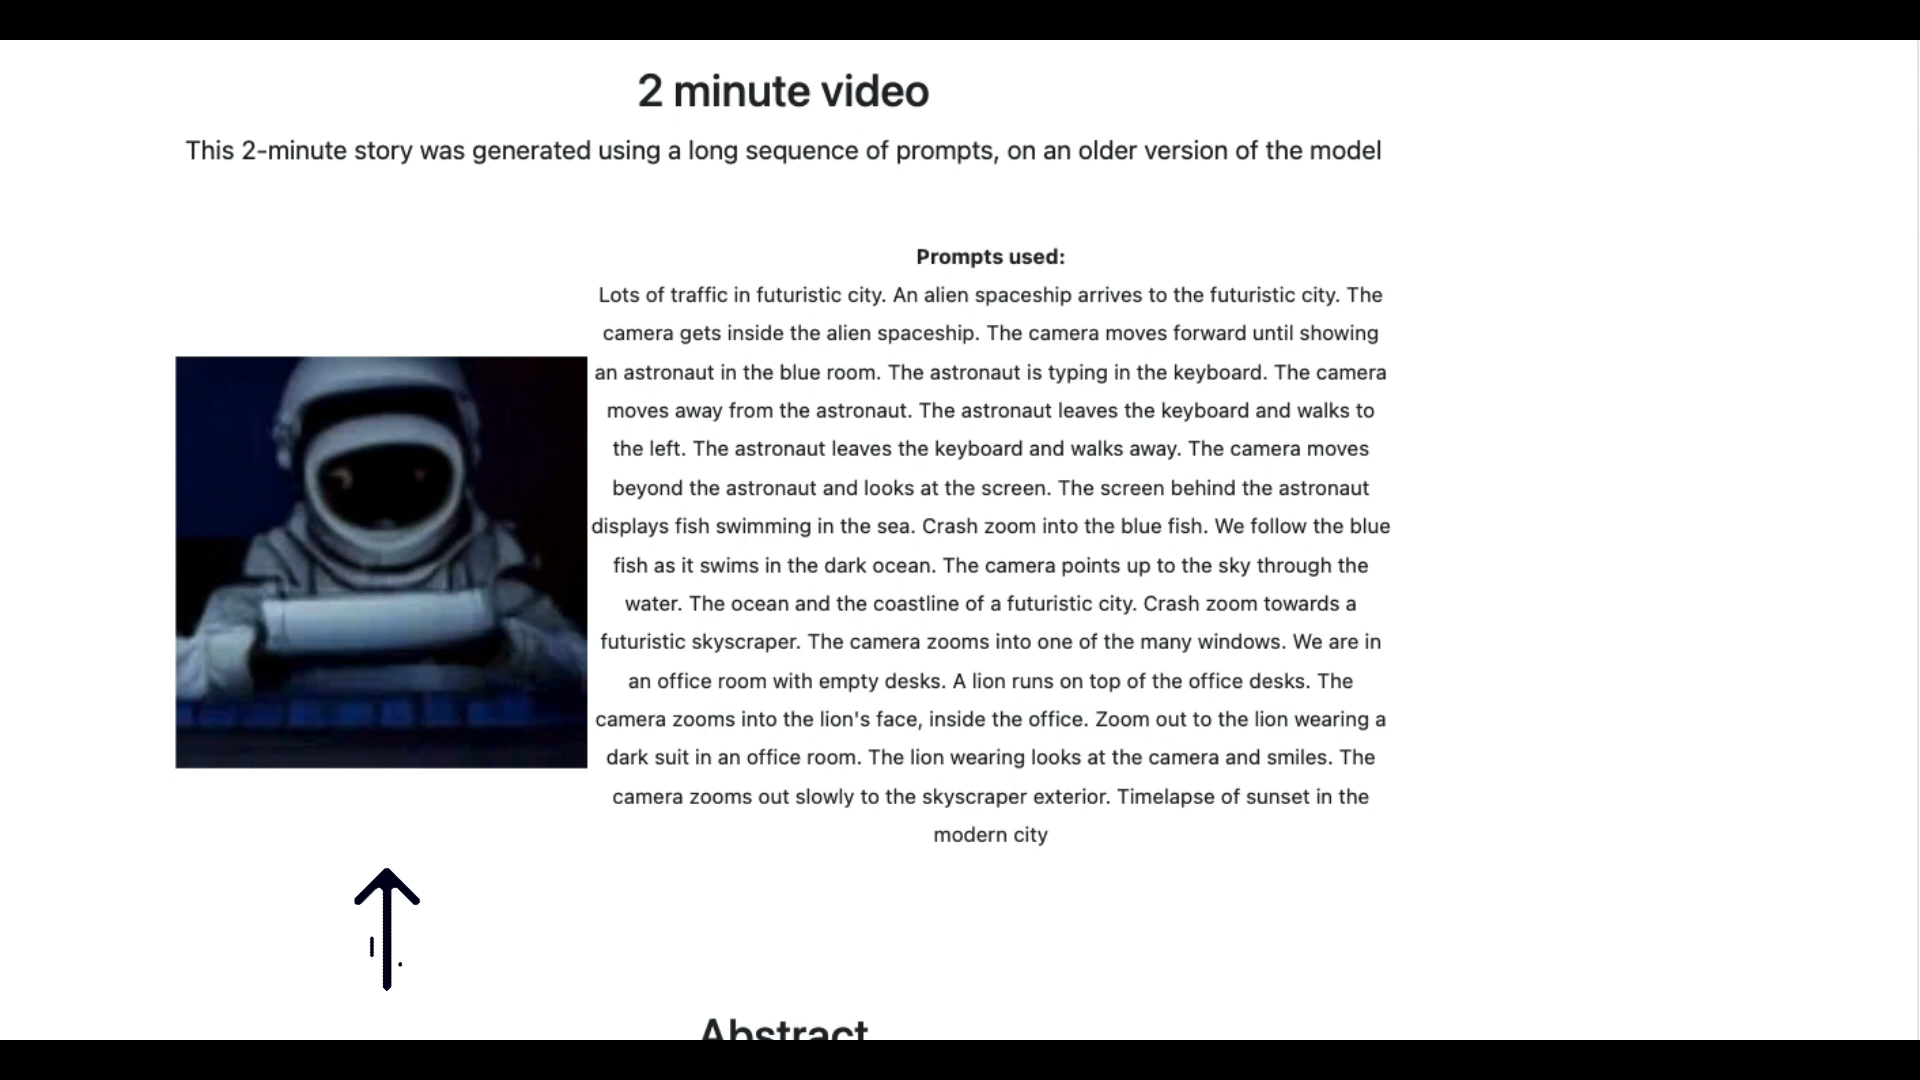 2 minute video
This 2-minute story was generated using a long sequence of prompts, on an older version of the model
Prompts used:
Lots of traffic in futuristic city. An alien spaceship arrives to the futuristic city. The
camera gets inside the alien spaceship. The camera moves forward until showing
an astronaut in the blue room. The astronaut is typing in the keyboard. The camera
moves away from the astronaut. The astronaut leaves the keyboard and walks to
the left. The astronaut leaves the keyboard and walks away. The camera moves
beyond the astronaut and looks at the screen. The screen behind the astronaut
displays fish swimming in the sea. Crash zoom into the blue fish. We follow the blue
fish as it swims in the dark ocean. The camera points up to the sky through the
water. The ocean and the coastline of a futuristic city. Crash zoom towards a
futuristic skyscraper. The camera zooms into one of the many windows. We are in
an office room with empty desks. A lion runs on top of the office desks. The
camera zooms into the lion's face, inside the office. Zoom out to the lion wearing a
dark suit in an office room. The lion wearing looks at the camera and smiles. The
camera zooms out slowly to the skyscraper exterior. Timelapse of sunset in the
modern city
Abstract